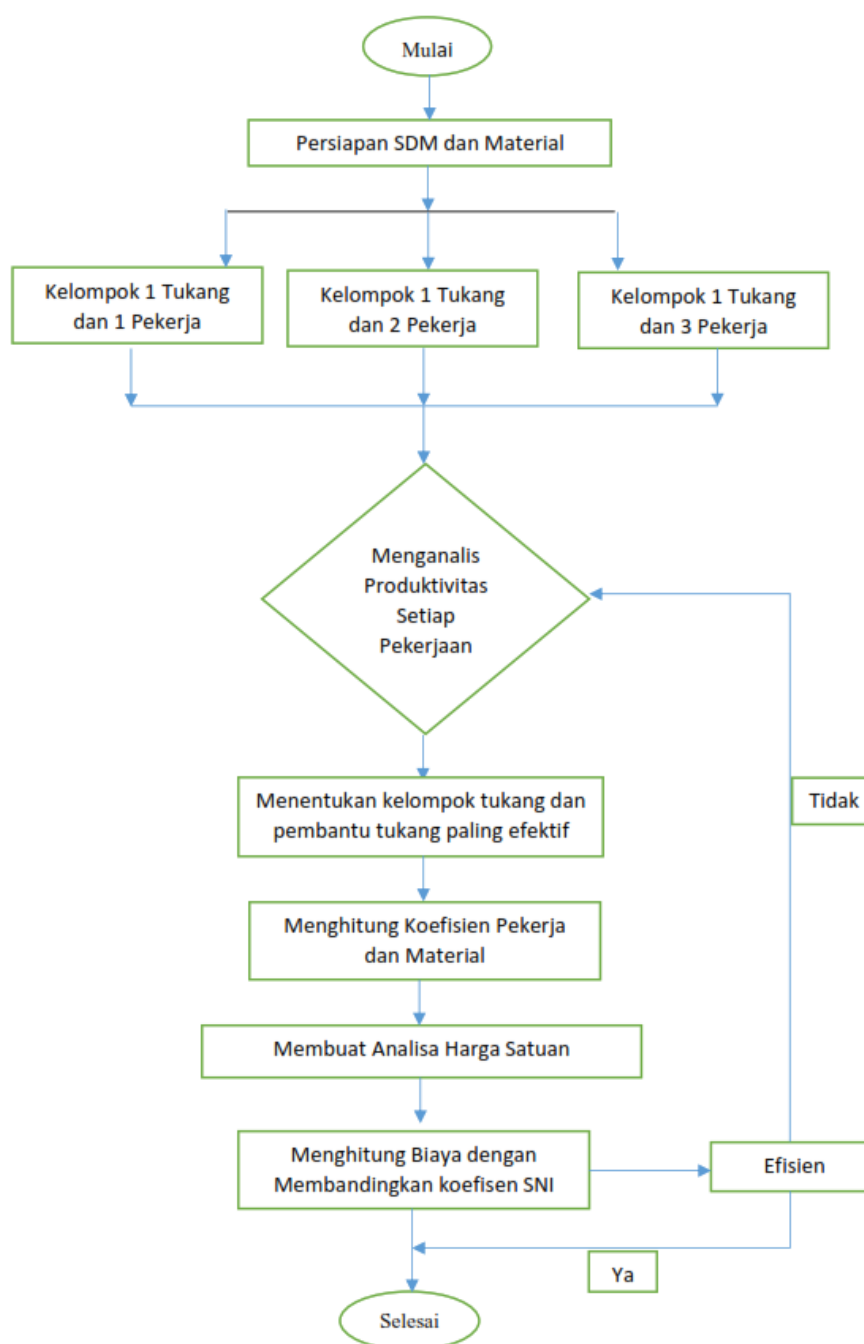 Mulai
Persiapan SDM dan Material
Kelompok 1 Tukang
dan 1 Pekerja
Kelompok 1 Tukang
dan 2 Pekerja
Kelompok 1 Tukang
dan 3 Pekerja
Menganalis
Produktivitas
Setiap
Pekerjaan
Menentukan kelompok tukang dan
pembantu tukang paling efektif
Tidak
Menghitung Koefisien Pekerja
dan Material
Membuat Analisa Harga Satuan
Menghitung Biaya dengan
Membandingkan koefisen SNI
Efisien
Ya
Selesai